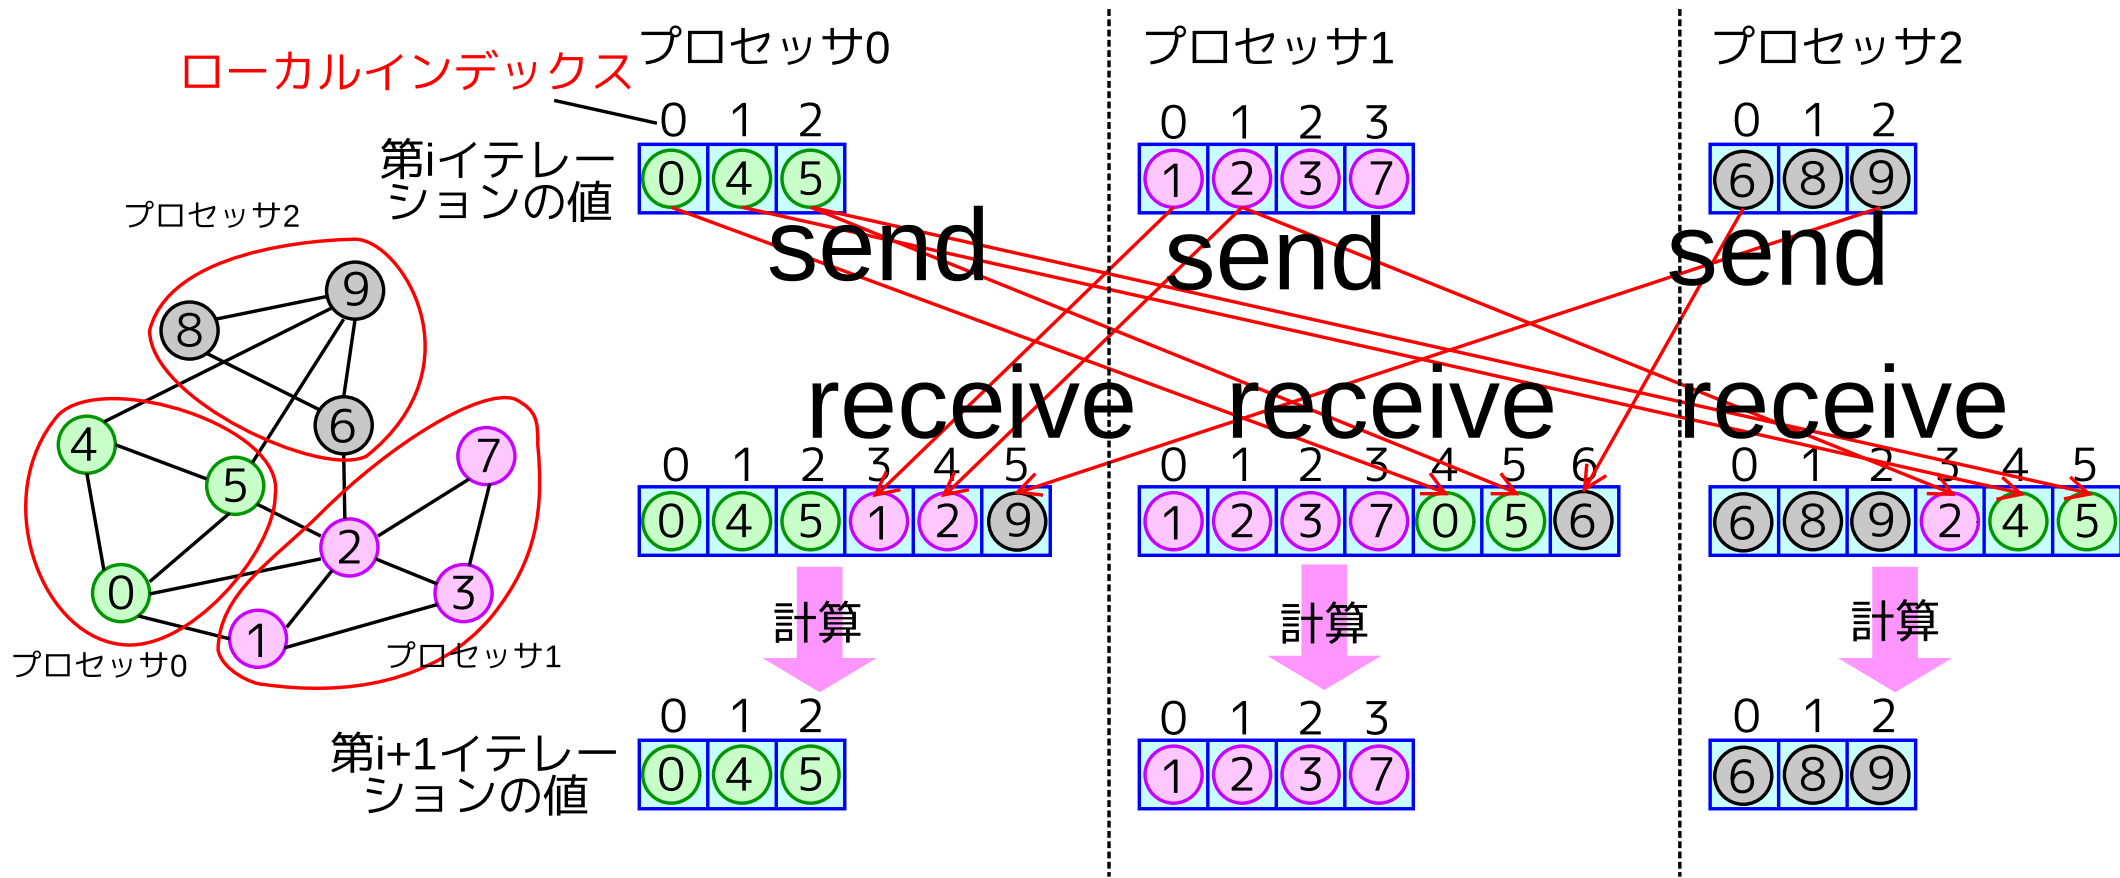 プロセッサ0
プロセッサ1
プロセッサ2
ローカルインデックス
0 1 2
0 1 2 3
0 1 2
第iイテレー
ションの値
0 4 5
1 2 3 7
6 8 9
send
send
send
プロセッサ2
9
8
6
4
5
7
2
0
3
1
プロセッサ0
プロセッサ1
receive
receive
receive
0 1 2 3 4 5
0 1 2 3 4 5 6
0 1 2 3 4 5
0 4 5 1 2 9
1 2 3 7 0 5 6
6 8 9 2 4 5
計算
計算
計算
0 1 2
0 1 2 3
0 1 2
第i+1イテレー
ションの値
0 4 5
1 2 3 7
6 8 9